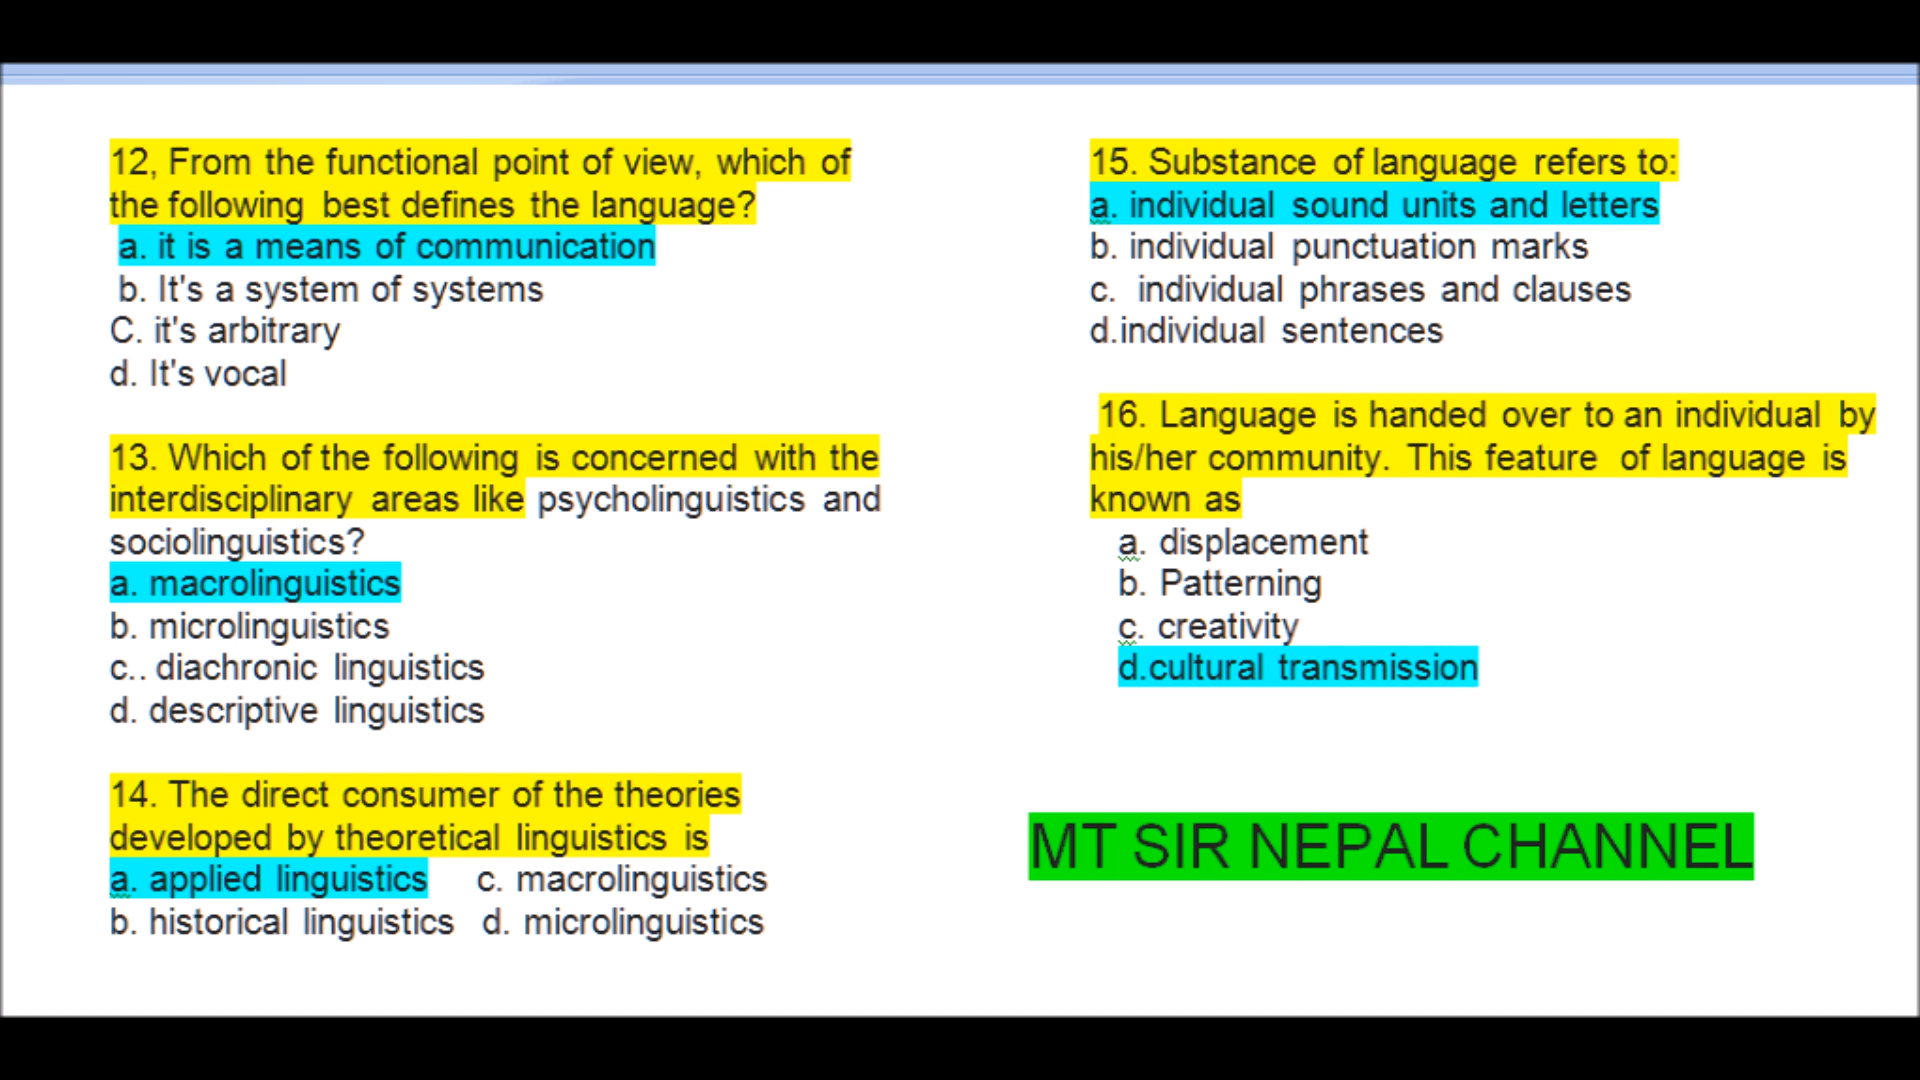 12, From the functional point of view, which of
the following best defines the language?
a. it is a means of communication
b. It's a system of systems
C. it's arbitrary
d. It's vocal
13. Which of the following is concerned with the
interdisciplinary areas like psycholinguistics and
sociolinguistics?
a. macrolinguistics
b. microlinguistics
c.. diachronic linguistics
d. descriptive linguistics
14. The direct consumer of the theories
developed by theoretical linguistics is
a. applied linguistics c. macrolinguistics
b. historical linguistics d. microlinguistics
15. Substance of language refers to:
a. individual sound units and letters
b. individual punctuation marks
c. individual phrases and clauses
d.individual sentences
16. Language is handed over to an individual by
his/her community. This feature of language is
known as
a. displacement
b. Patterning
c. creativity
d.cultural transmission
MT SIR NEPAL CHANNEL